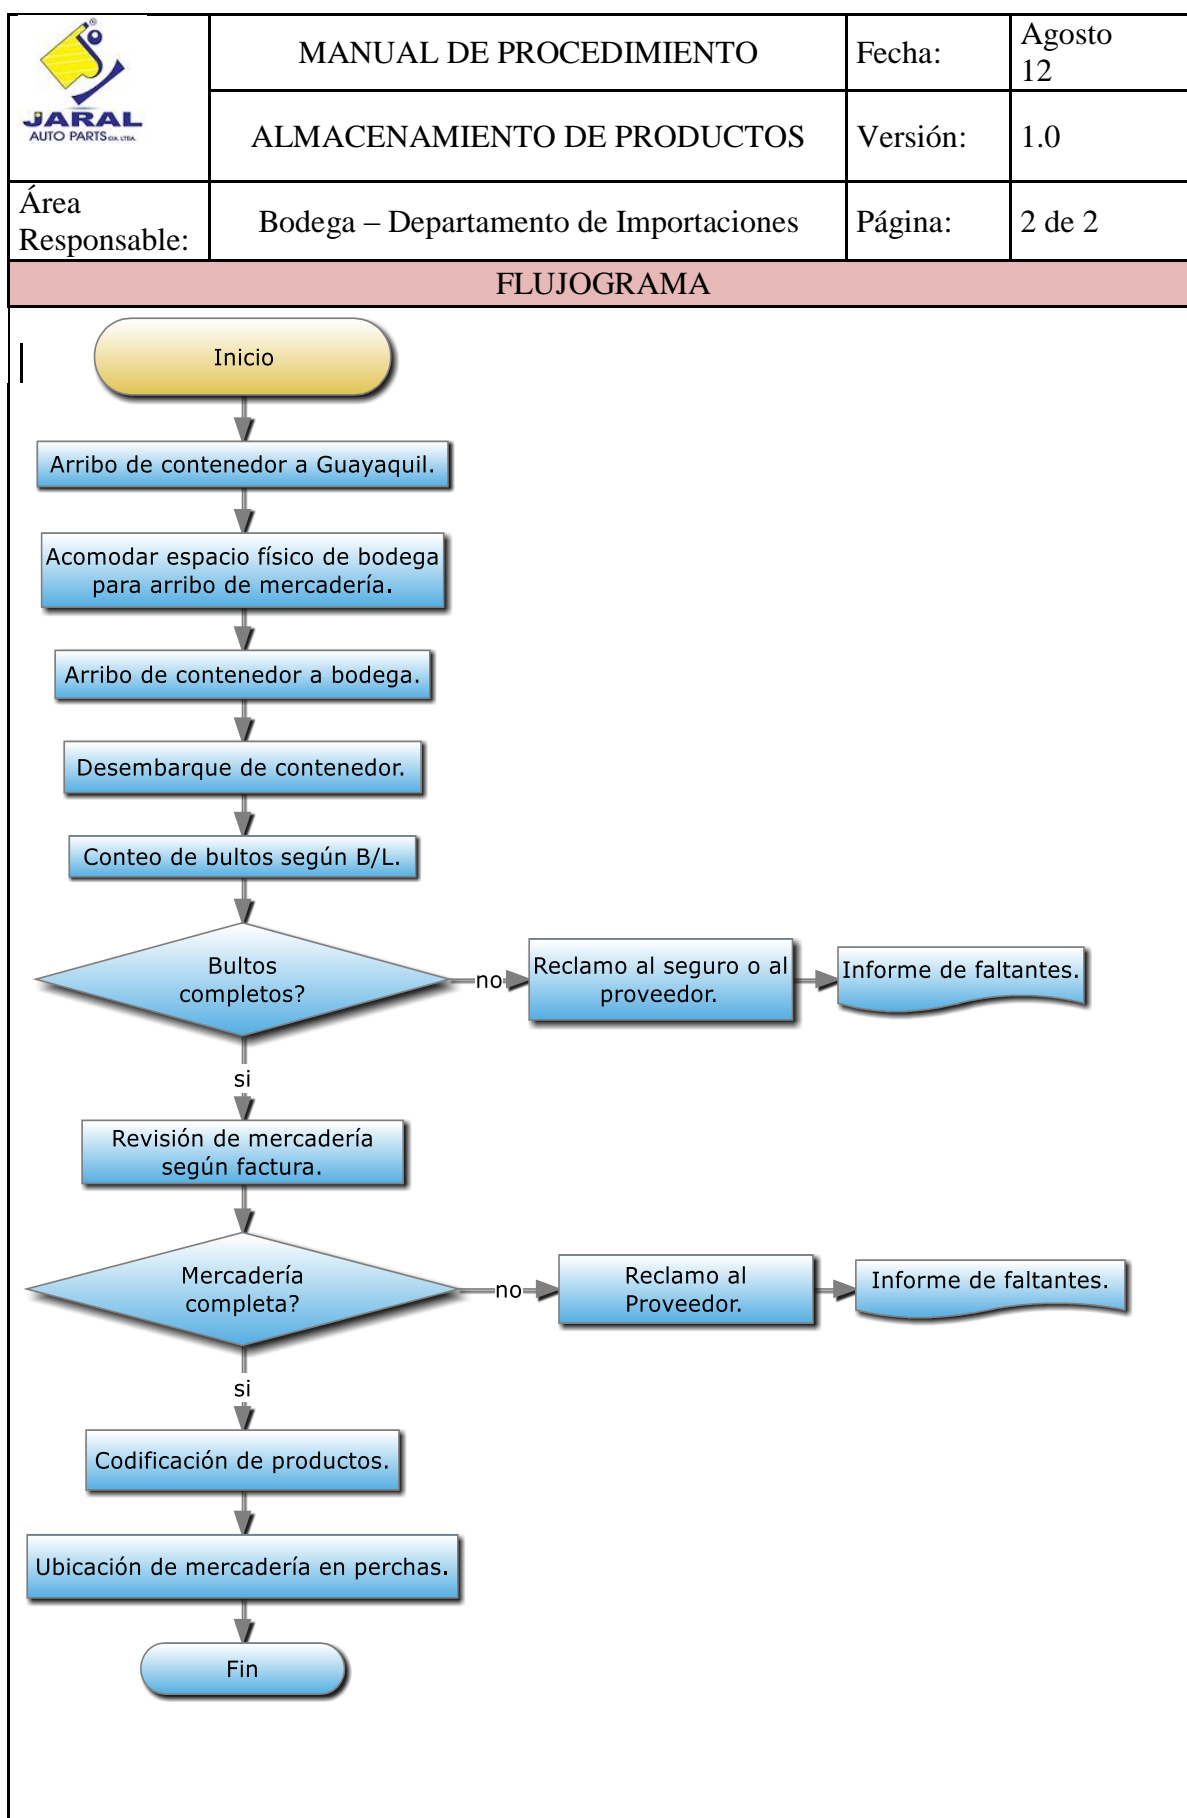 JARAL
AUTO PARTS CIA. LTDA.
MANUAL DE PROCEDIMIENTO
Fecha:
Agosto
12
ALMACENAMIENTO DE PRODUCTOS
Versión:
1.0
Área
Responsable:
Bodega – Departamento de Importaciones
Página:
2 de 2
FLUJOGRAMA
Inicio
Arribo de contenedor a Guayaquil.
Acomodar espacio físico de bodega
para arribo de mercadería.
Arribo de contenedor a bodega.
Desembarque de contenedor.
Conteo de bultos según B/L.
Bultos
completos?
no
Reclamo al seguro o al
proveedor.
Informe de faltantes.
si
Revisión de mercadería
según factura.
Mercadería
completa?
no
Reclamo al
Proveedor.
Informe de faltantes.
si
Codificación de productos.
Ubicación de mercadería en perchas.
Fin